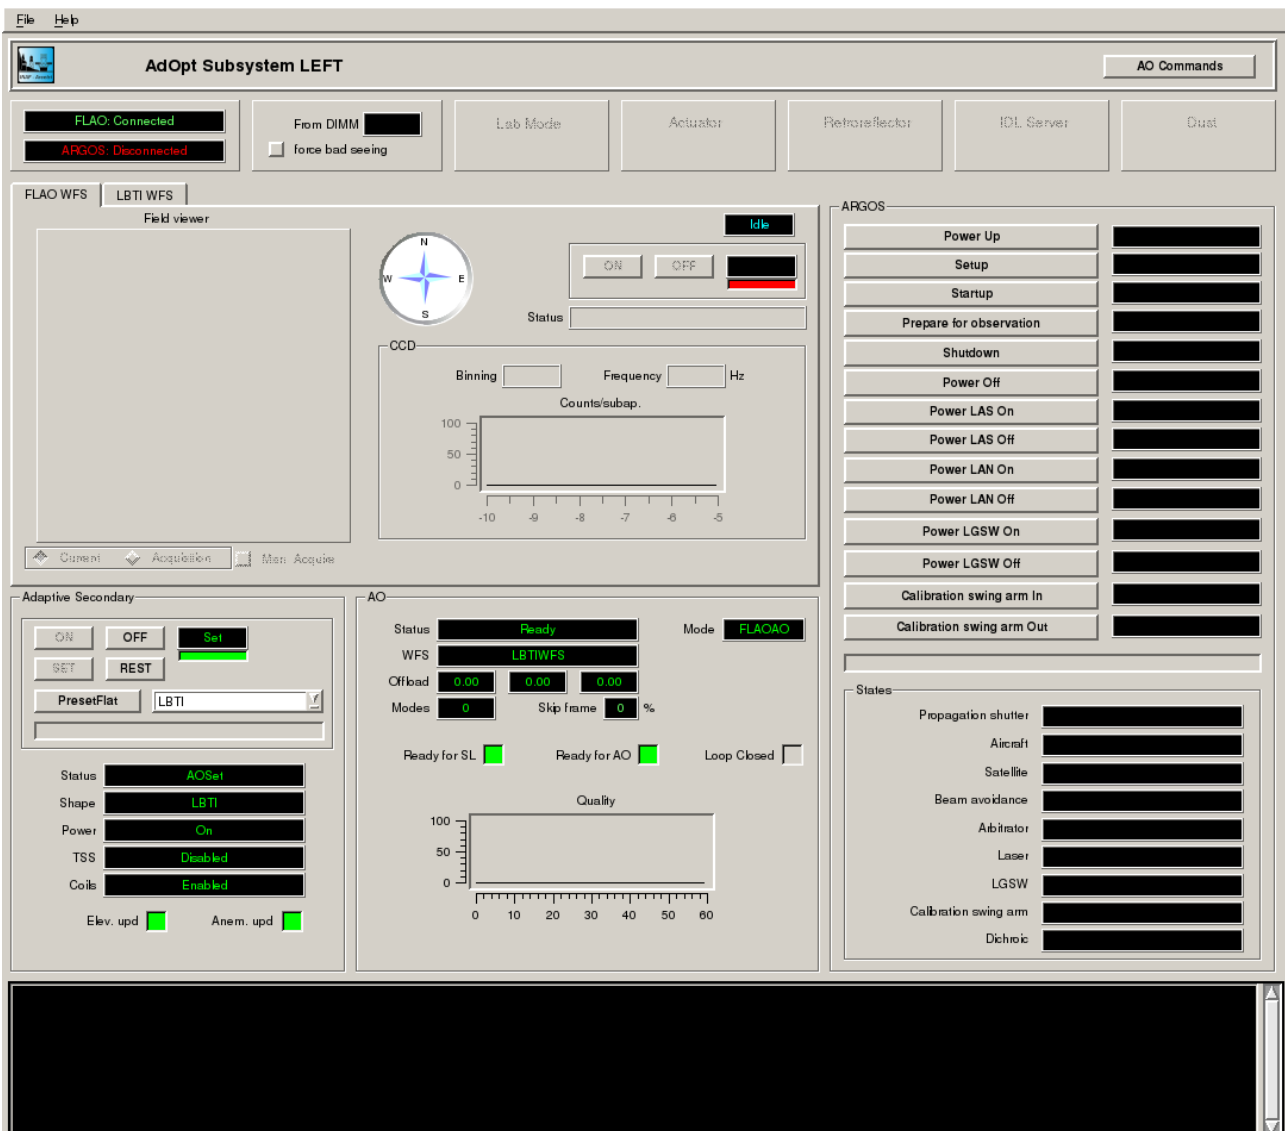 File Help
AdOpt Subsystem LEFT
AO Commands
FLAO: Connected
ARGOS: Disconnected
From DIMM
force bad seeing
Lab Mode
Actuator
Retroreflector
IDL Server
Dust
FLAO WFS
LBTI WFS
Field viewer
N
W E
S
Idle
ON OFF
Status
CCD
Binning Frequency Hz
Counts/subap.
100
50
0
-10 -9 -8 -7 -6 -5
Current Acquisition Man. Acquire
Adaptive Secondary
ON OFF Set
SET REST
PresetFlat LBTI
Status AOSet
Shape LBTI
Power On
TSS Disabled
Coils Enabled
Elev. upd Anem. upd
AO
Status Ready Mode FLAOAO
WFS LBTIWFS
Offload 0.00 0.00 0.00
Modes 0 Skip frame 0 %
Ready for SL Ready for AO Loop Closed
Quality
100
50
0
0 10 20 30 40 50 60
ARGOS
Power Up
Setup
Startup
Prepare for observation
Shutdown
Power Off
Power LAS On
Power LAS Off
Power LAN On
Power LAN Off
Power LGSW On
Power LGSW Off
Calibration swing arm In
Calibration swing arm Out
States
Propagation shutter
Aircraft
Satellite
Beam avoidance
Arbitrator
Laser
LGSW
Calibration swing arm
Dichroic